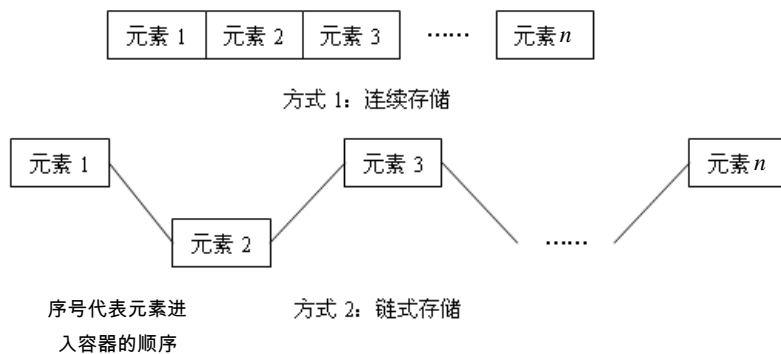 元素 1 元素 2 元素 3 …… 元素 n
方式 1：连续存储
元素 1 元素 3 元素 n
元素 2 ……
序号代表元素进
入容器的顺序
方式 2：链式存储